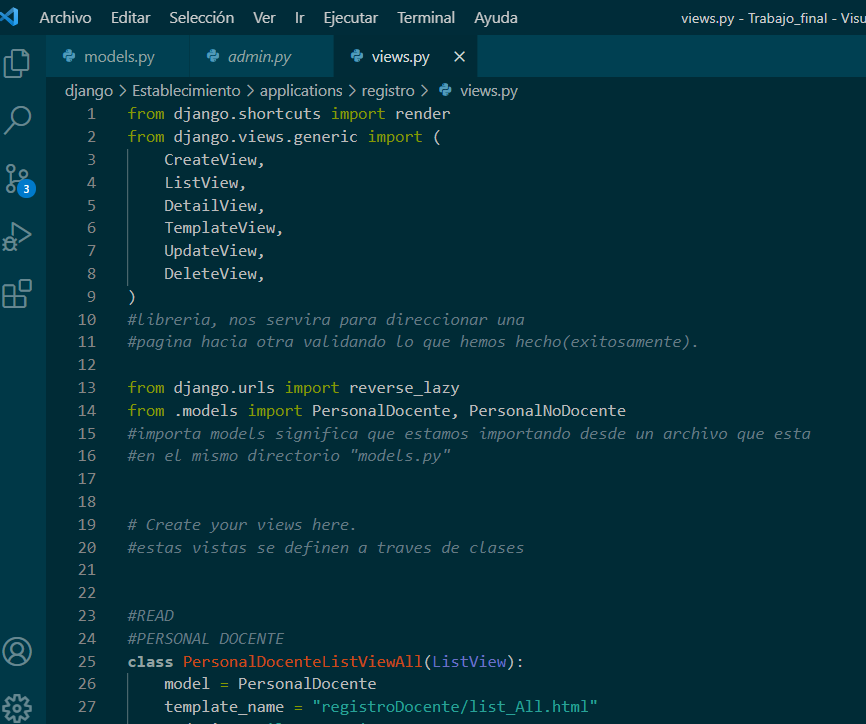 Archivo Editar Selección Ver Ir Ejecutar Terminal Ayuda views.py - Trabajo_final - Visu
models.py admin.py views.py ×
django > Establecimiento > applications > registro > views.py
1 from django.shortcuts import render
2 from django.views.generic import (
3 CreateView,
4 ListView,
5 DetailView,
6 TemplateView,
7 UpdateView,
8 DeleteView,
9 )
10 #libreria, nos servira para direccionar una
11 #pagina hacia otra validando lo que hemos hecho(exitosamente).
12
13 from django.urls import reverse_lazy
14 from .models import PersonalDocente, PersonalNoDocente
15 #importa models significa que estamos importando desde un archivo que esta
16 #en el mismo directorio "models.py"
17
18
19 # Create your views here.
20 #estas vistas se definen a traves de clases
21
22
23 #READ
24 #PERSONAL DOCENTE
25 class PersonalDocenteListViewAll(ListView):
26 model = PersonalDocente
27 template_name = "registroDocente/list_All.html"
3